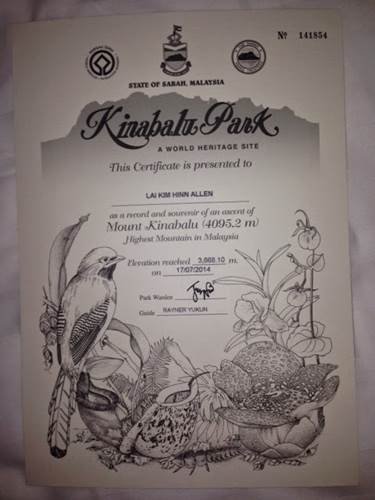 Nº 141854
STATE OF SABAH, MALAYSIA
Kinabalu Park
A WORLD HERITAGE SITE
This Certificate is presented to
LAI KIM HINN ALLEN
as a record and souvenir of an ascent of
Mount Kinabalu (4095.2 m)
Highest Mountain in Malaysia
Elevation reached 3,668.10 m.
on 17/07/2014
Park Warden
Guide RAYNER YUKUN